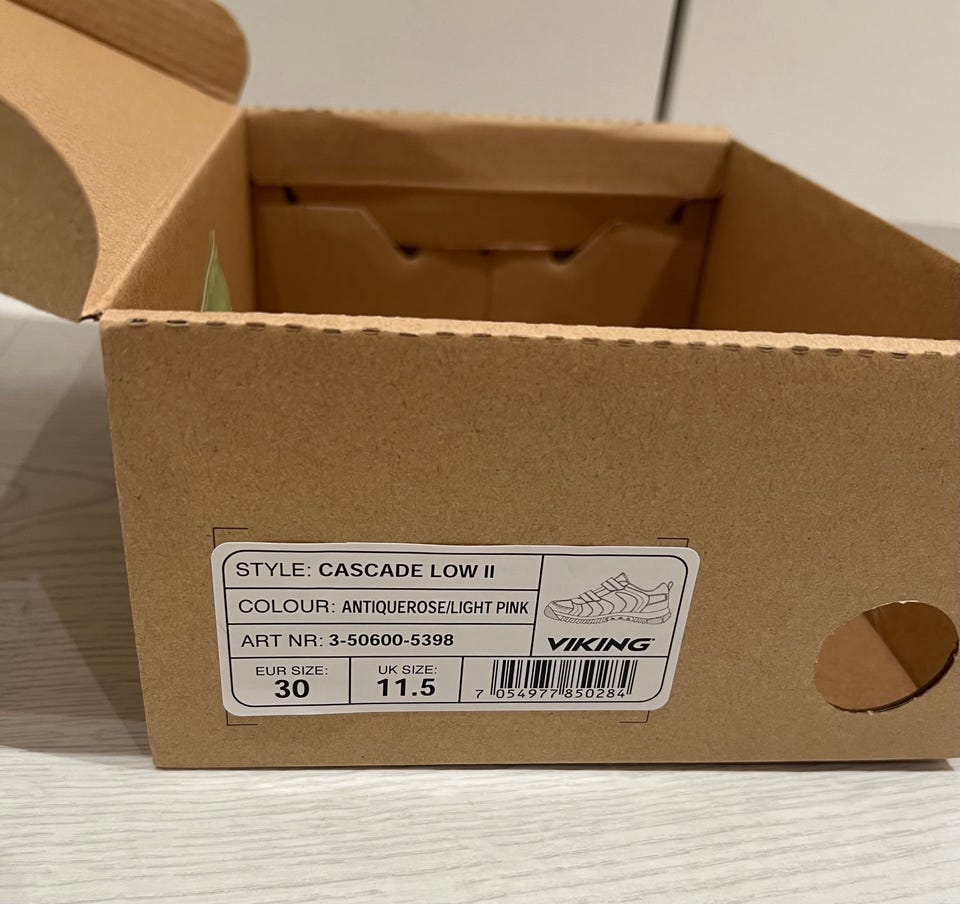 STYLE: CASCADE LOW II
COLOUR: ANTIQUEROSE/LIGHT PINK
ART NR: 3-50600-5398
VIKING
EUR SIZE:
30
UK SIZE:
11.5
7 054977 850284